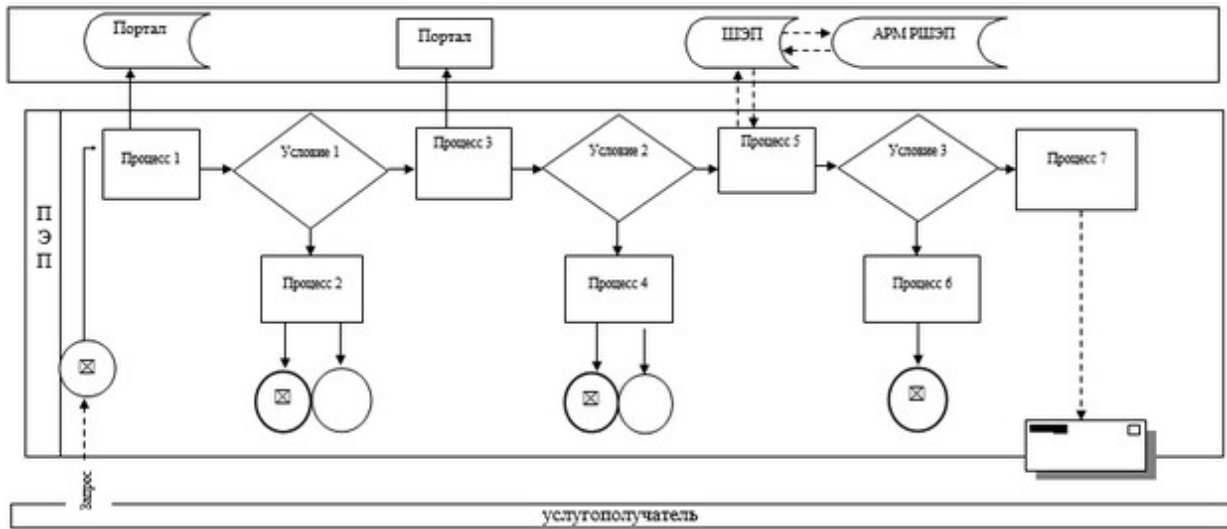 Портал
Портал
ШЭП
АРМ РШЭП
Процесс 1
Условие 1
Процесс 3
Условие 2
Процесс 5
Условие 3
Процесс 7
ПЭП
Процесс 2
Процесс 4
Процесс 6
Запрос
услугополучатель